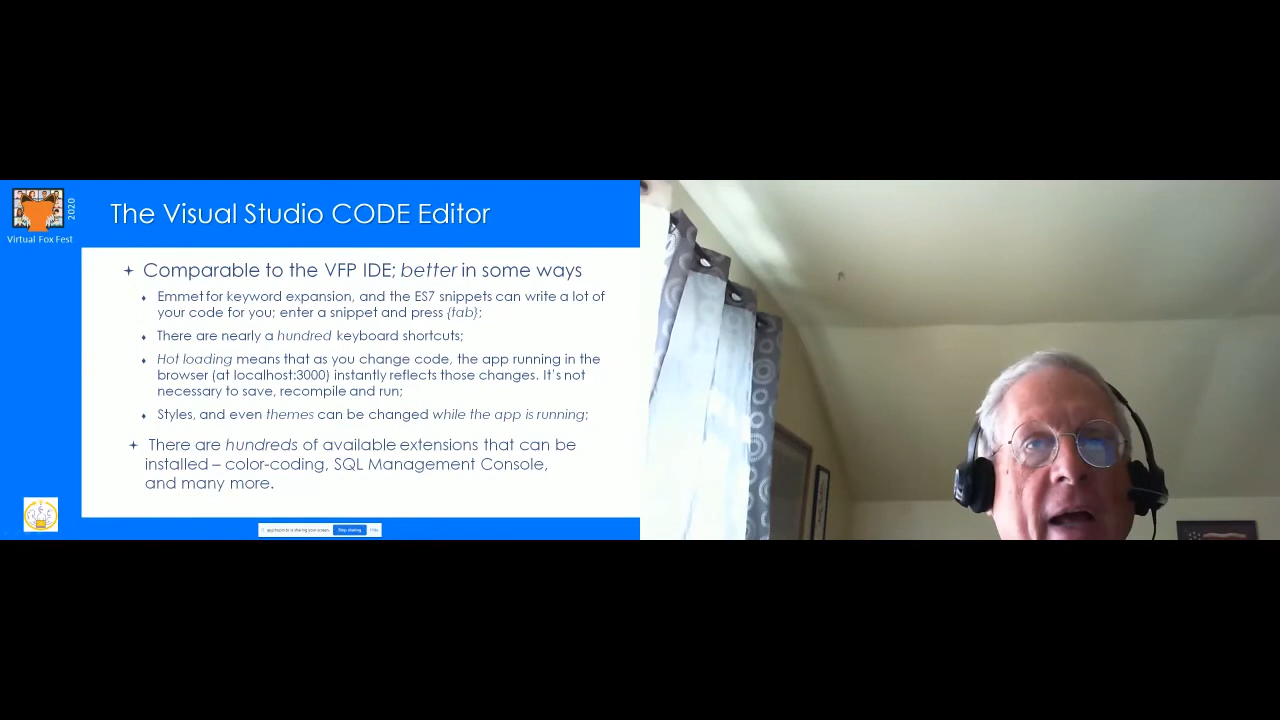 2020
Virtual Fox Fest
The Visual Studio CODE Editor
Comparable to the VFP IDE; better in some ways
Emmet for keyword expansion, and the ES7 snippets can write a lot of
your code for you; enter a snippet and press {tab};
There are nearly a hundred keyboard shortcuts;
Hot loading means that as you change code, the app running in the
browser (at localhost:3000) instantly reflects those changes. It's not
necessary to save, recompile and run;
Styles, and even themes can be changed while the app is running;
There are hundreds of available extensions that can be
installed – color-coding, SQL Management Console,
and many more.
is sharing your screen. Stop sharing Hide